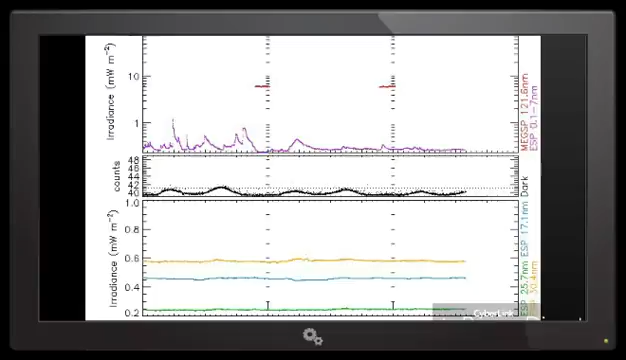 Irradiance (mW m⁻²)
10
1
MEGSP 121.6nm
ESP 0.1-7nm
counts
48
46
44
42
40
Dark
Irradiance (mW m⁻²)
1.0
0.8
0.6
0.4
0.2
ESP 25.7nm ESP 17.1nm
ESP 30.4nm
CyberLink